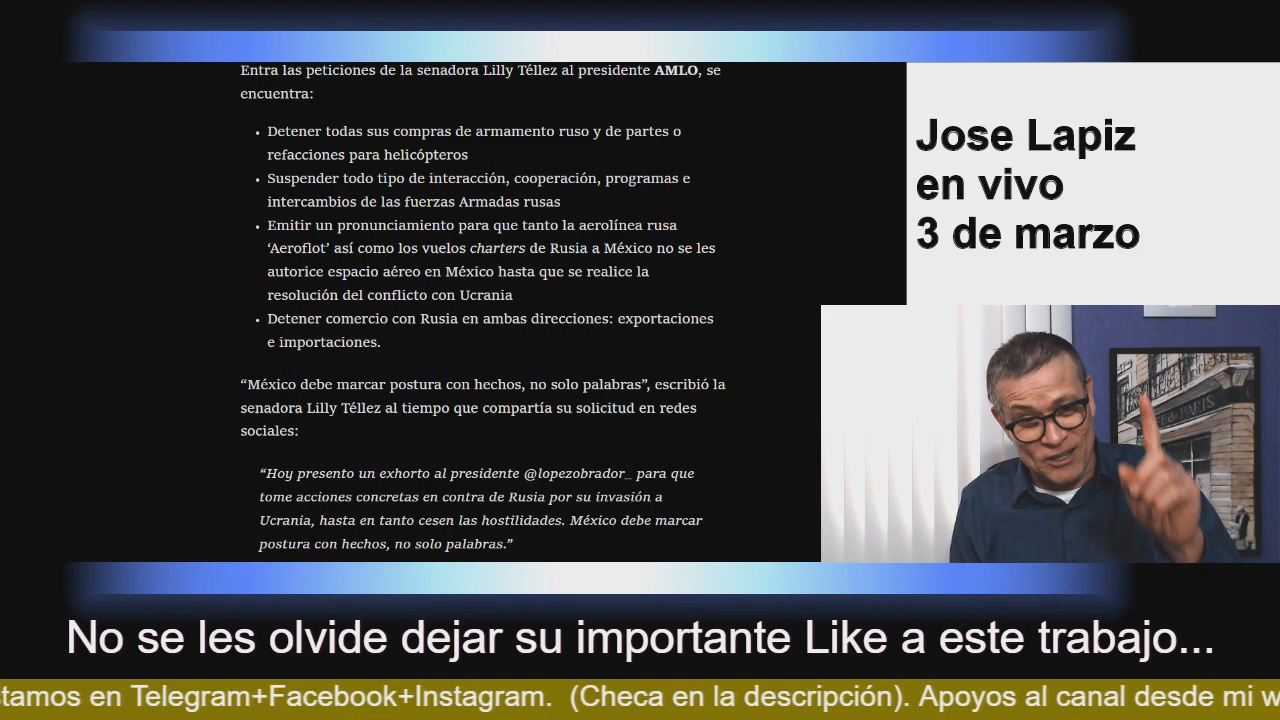 Entra las peticiones de la senadora Lilly Téllez al presidente AMLO, se
encuentra:
• Detener todas sus compras de armamento ruso y de partes o
refacciones para helicópteros
• Suspender todo tipo de interacción, cooperación, programas e
intercambios de las fuerzas Armadas rusas
• Emitir un pronunciamiento para que tanto la aerolínea rusa
‘Aeroflot’ así como los vuelos charters de Rusia a México no se les
autorice espacio aéreo en México hasta que se realice la
resolución del conflicto con Ucrania
• Detener comercio con Rusia en ambas direcciones: exportaciones
e importaciones.
“México debe marcar postura con hechos, no solo palabras”, escribió la
senadora Lilly Téllez al tiempo que compartía su solicitud en redes
sociales:
“Hoy presento un exhorto al presidente @lopezobrador_ para que
tome acciones concretas en contra de Rusia por su invasión a
Ucrania, hasta en tanto cesen las hostilidades. México debe marcar
postura con hechos, no solo palabras.”
Jose Lapiz
en vivo
3 de marzo
de PARIS
No se les olvide dejar su importante Like a este trabajo...
stamos en Telegram+Facebook+Instagram. (Checa en la descripción). Apoyos al canal desde mi w